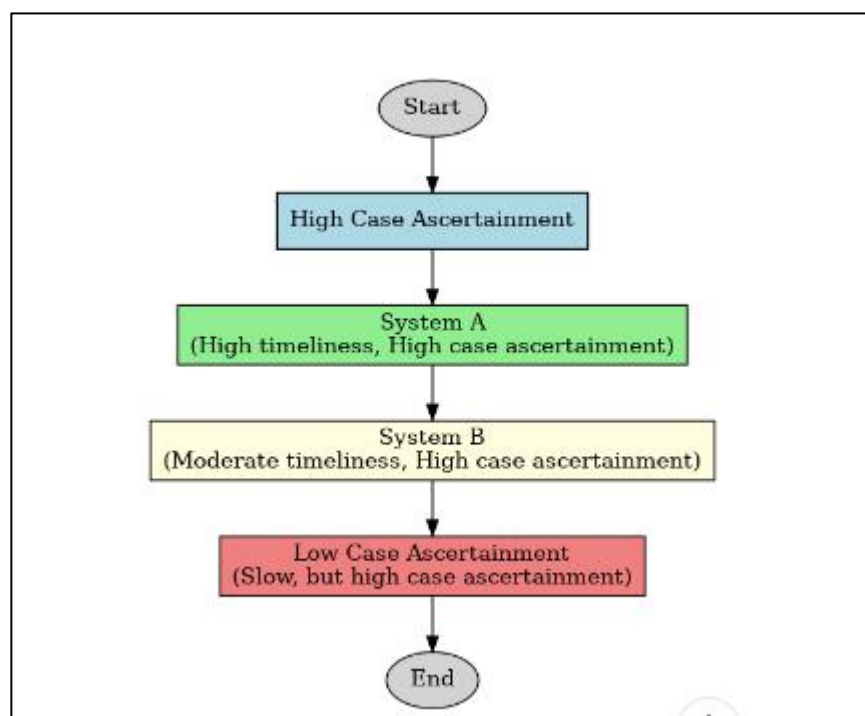 Start
High Case Ascertainment
System A
(High timeliness, High case ascertainment)
System B
(Moderate timeliness, High case ascertainment)
Low Case Ascertainment
(Slow, but high case ascertainment)
End